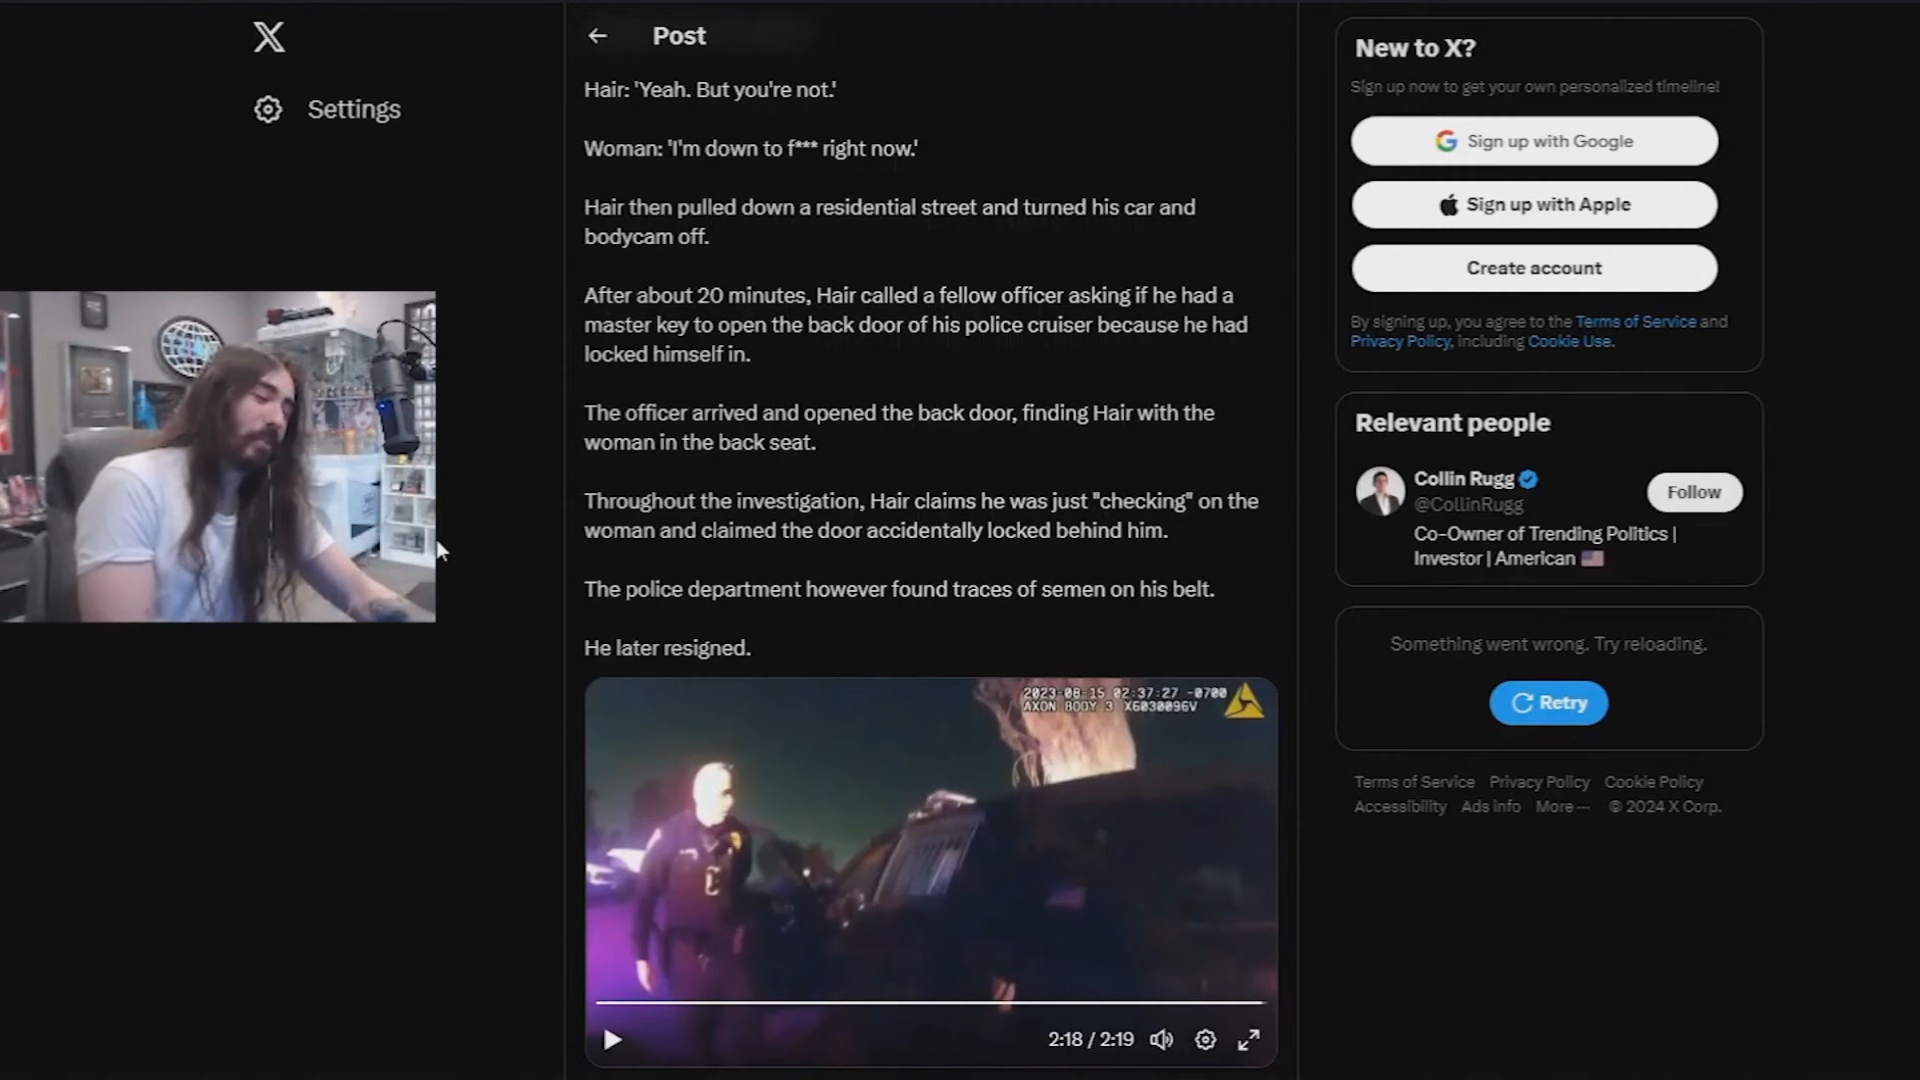 X
Settings
Post
Hair: 'Yeah. But you're not.'
Woman: 'I'm down to f*** right now.'
Hair then pulled down a residential street and turned his car and
bodycam off.
After about 20 minutes, Hair called a fellow officer asking if he had a
master key to open the back door of his police cruiser because he had
locked himself in.
The officer arrived and opened the back door, finding Hair with the
woman in the back seat.
Throughout the investigation, Hair claims he was just "checking" on the
woman and claimed the door accidentally locked behind him.
The police department however found traces of semen on his belt.
He later resigned.
2023-08-15 02:37:27 -0700
AXON BODY 3 X6030096V
2:18 / 2:19
New to X?
Sign up now to get your own personalized timeline!
Sign up with Google
Sign up with Apple
Create account
By signing up, you agree to the Terms of Service and
Privacy Policy, including Cookie Use.
Relevant people
Collin Rugg
@CollinRugg
Follow
Co-Owner of Trending Politics |
Investor | American 🇺🇸
Something went wrong. Try reloading.
Retry
Terms of Service Privacy Policy Cookie Policy
Accessibility Ads info More ··· © 2024 X Corp.